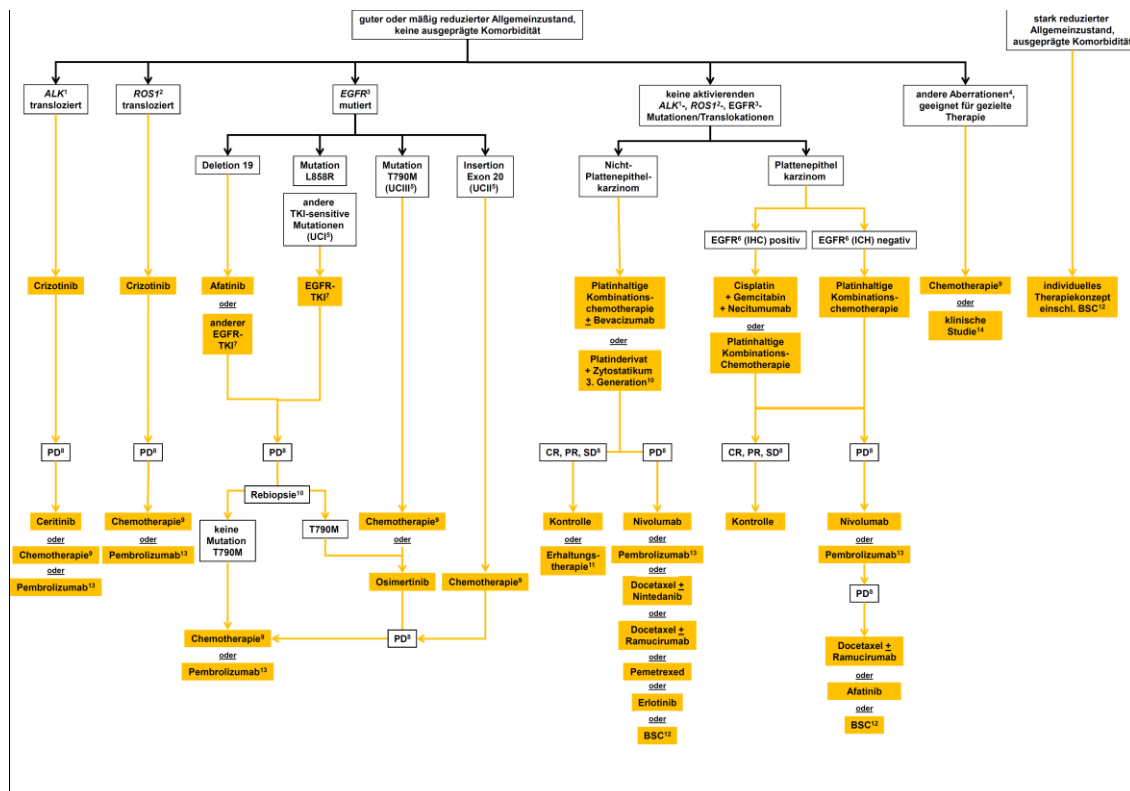 guter oder mäßig reduzierter Allgemeinzustand,
keine ausgeprägte Komorbidität
stark reduzierter
Allgemeinzustand,
ausgeprägte Komorbidität
ALK¹
transloziert
ROS1²
transloziert
EGFR³
mutiert
keine aktivierenden
ALK¹-, ROS1²-, EGFR³-
Mutationen/Translokationen
andere Aberrationen⁴,
geeignet für gezielte
Therapie
Deletion 19
Mutation
L858R
andere
TKI-sensitive
Mutationen
(UCI⁵)
Mutation
T790M
(UCIII⁵)
Insertion
Exon 20
(UCII⁵)
Nicht-
Plattenepithel-
karzinom
Plattenepithel
karzinom
EGFR⁶ (IHC) positiv
EGFR⁶ (ICH) negativ
Crizotinib
Crizotinib
Afatinib
oder
anderer
EGFR-
TKI⁷
EGFR-
TKI⁷
Platinhaltige
Kombinations-
chemotherapie
± Bevacizumab
oder
Platinderivat
+ Zytostatikum
3. Generation¹⁰
Cisplatin
+ Gemcitabin
+ Necitumumab
oder
Platinhaltige
Kombinations-
Chemotherapie
Platinhaltige
Kombinations-
chemotherapie
Chemotherapie⁹
oder
klinische
Studie¹⁴
individuelles
Therapiekonzept
einschl. BSC¹²
PD⁸
PD⁸
PD⁸
CR, PR, SD⁸
PD⁸
CR, PR, SD⁸
PD⁸
Rebiopsie¹⁰
keine
Mutation
T790M
T790M
Ceritinib
oder
Chemotherapie⁹
oder
Pembrolizumab¹³
Chemotherapie⁹
oder
Pembrolizumab¹³
Chemotherapie⁹
oder
Osimertinib
Chemotherapie⁹
PD⁸
Chemotherapie⁹
oder
Pembrolizumab¹³
Kontrolle
oder
Erhaltungs-
therapie¹¹
Nivolumab
oder
Pembrolizumab¹³
oder
Docetaxel ±
Nintedanib
oder
Docetaxel ±
Ramucirumab
oder
Pemetrexed
oder
Erlotinib
oder
BSC¹²
Kontrolle
Nivolumab
oder
Pembrolizumab¹³
PD⁸
Docetaxel ±
Ramucirumab
oder
Afatinib
oder
BSC¹²